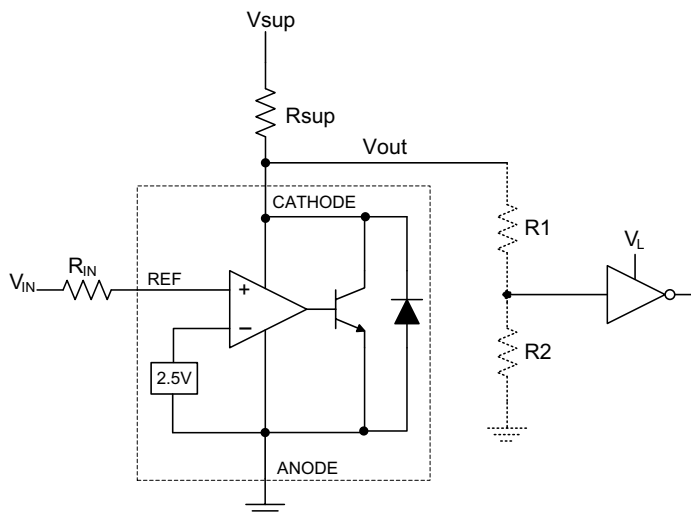 Vsup
Rsup
Vout
CATHODE
R1
RIN
VL
VIN
REF
+
–
R2
2.5V
ANODE